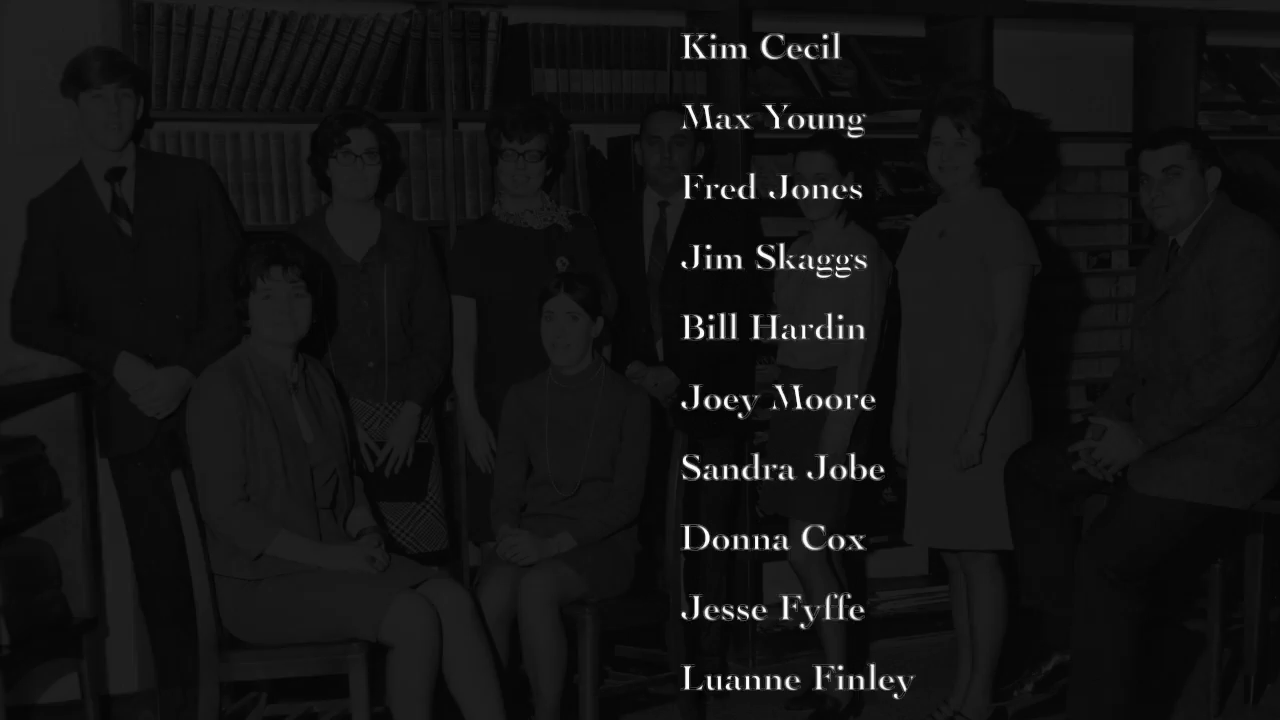 Kim Cecil
Max Young
Fred Jones
Jim Skaggs
Bill Hardin
Joey Moore
Sandra Jobe
Donna Cox
Jesse Fyffe
Luanne Finley